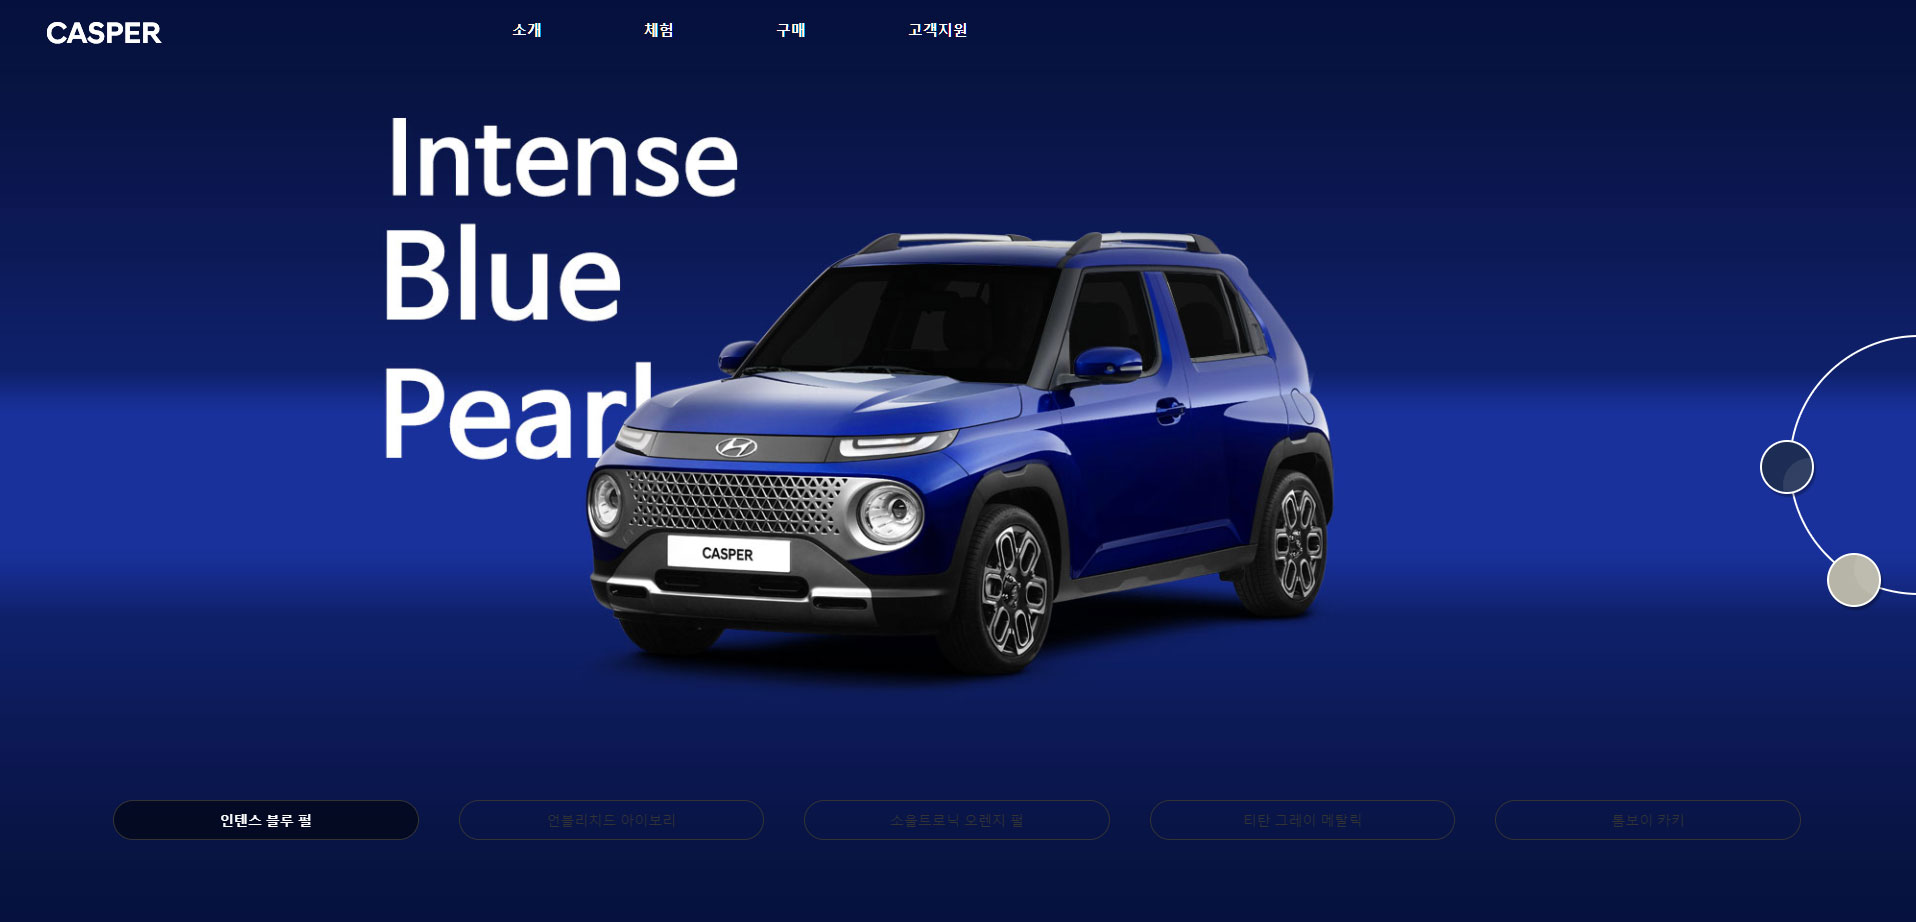 CASPER
소개 체험 구매 고객지원
Intense
Blue
Pearl
CASPER
인텐스 블루 펄
언블리치드 아이보리
소울트로닉 오렌지 펄
티탄 그레이 메탈릭
톰보이 카키